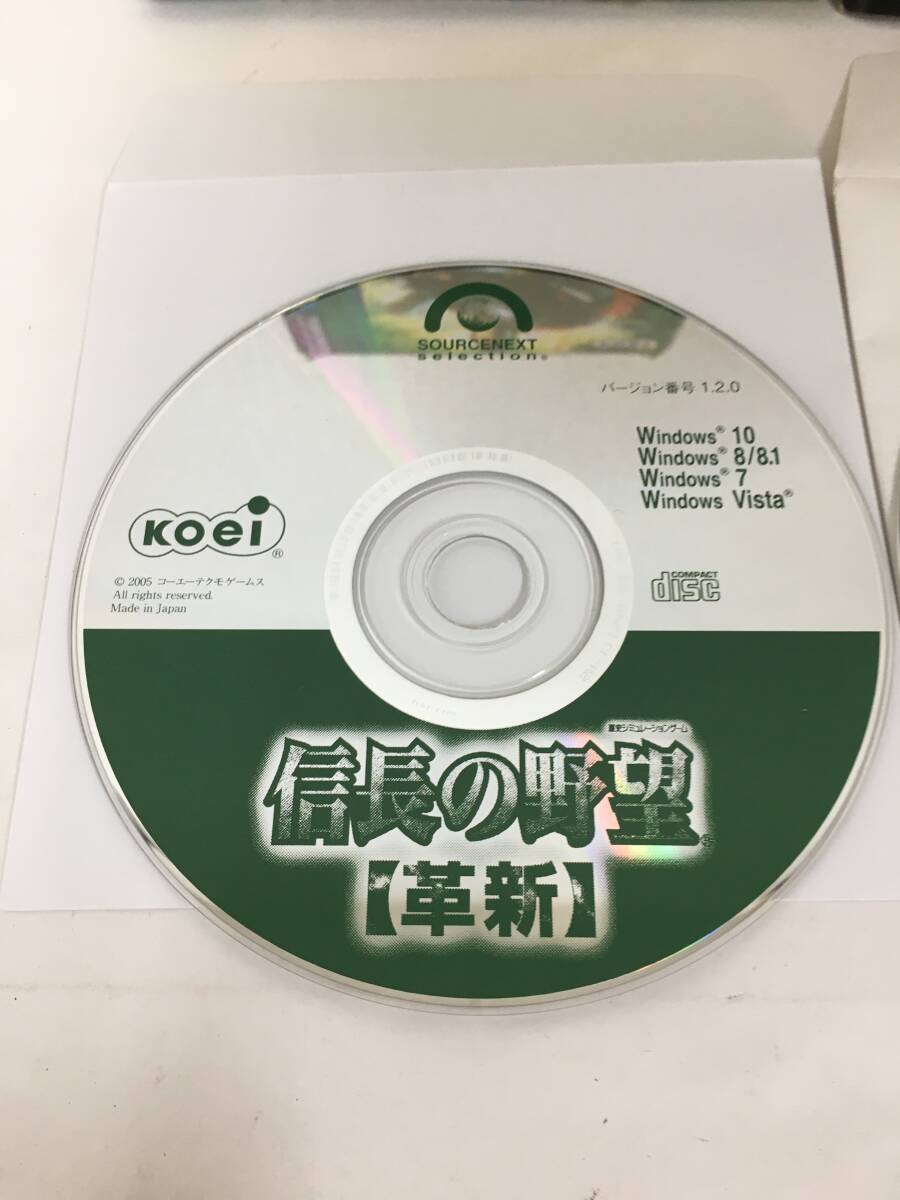 SOURCENEXT
selection®
バージョン番号 1.2.0
Windows® 10
Windows® 8/8.1
Windows® 7
Windows Vista®
koei®
© 2005 コーエーテクモゲームス
All rights reserved.
Made in Japan
COMPACT
disc
歴史シミュレーションゲーム
信長の野望®
【革新】